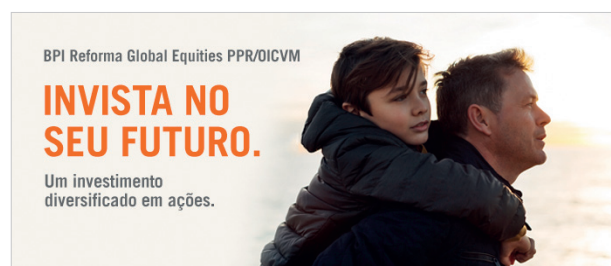 BPI Reforma Global Equities PPR/OICVM
INVISTA NO
SEU FUTURO.
Um investimento
diversificado em ações.